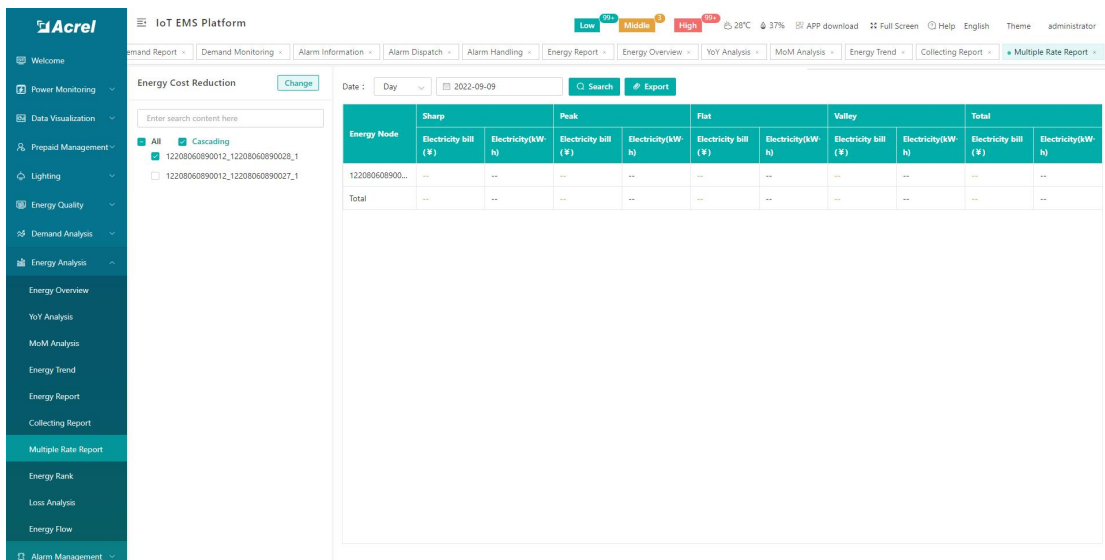 Acrel
IoT EMS Platform
Low 99+ Middle 3 High 99+ 28°C 37% APP download Full Screen Help English Theme administrator
emand Report × Demand Monitoring × Alarm Information × Alarm Dispatch × Alarm Handling × Energy Report × Energy Overview × YoY Analysis × MoM Analysis × Energy Trend × Collecting Report × Multiple Rate Report ×
Welcome
Power Monitoring
Data Visualization
Prepaid Management
Lighting
Energy Quality
Demand Analysis
Energy Analysis
Energy Overview
YoY Analysis
MoM Analysis
Energy Trend
Energy Report
Collecting Report
Multiple Rate Report
Energy Rank
Loss Analysis
Energy Flow
Alarm Management
Energy Cost Reduction Change
Enter search content here
All Cascading
12208060890012_12208060890028_1
12208060890012_12208060890027_1
Date : Day 2022-09-09 Search Export
Energy Node Sharp Peak Flat Valley Total
Electricity bill (¥) Electricity(kW-h) Electricity bill (¥) Electricity(kW-h) Electricity bill (¥) Electricity(kW-h) Electricity bill (¥) Electricity(kW-h) Electricity bill (¥) Electricity(kW-h)
122080608900... -- -- -- -- -- -- -- -- -- --
Total -- -- -- -- -- -- -- -- -- --